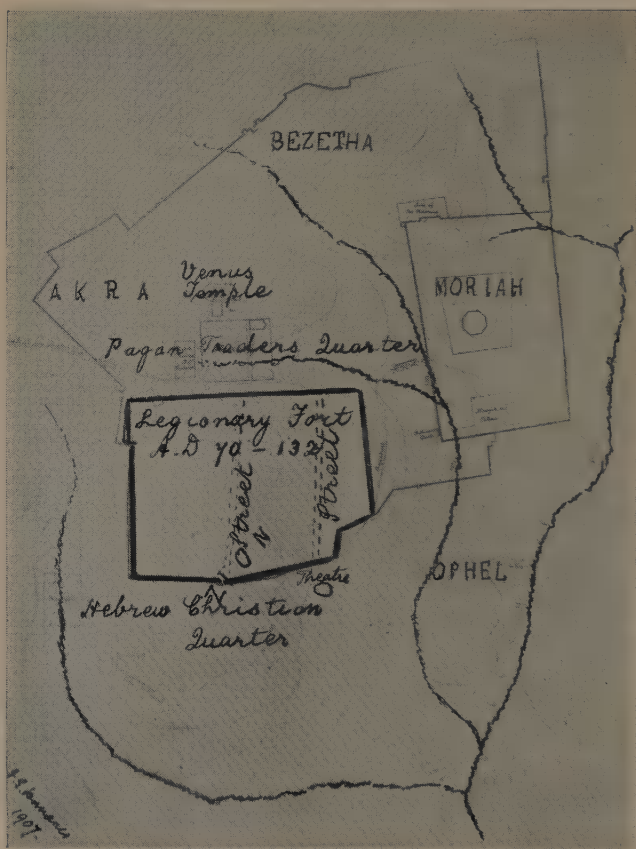 BEZETHA
AKRA
Venus
Temple
MORIAH
Pagan Traders Quarter
Legionary Fort
A.D 70 - 132
Street
Street
OPHEL
Theatre
Hebrew Christian
Quarter
1907.